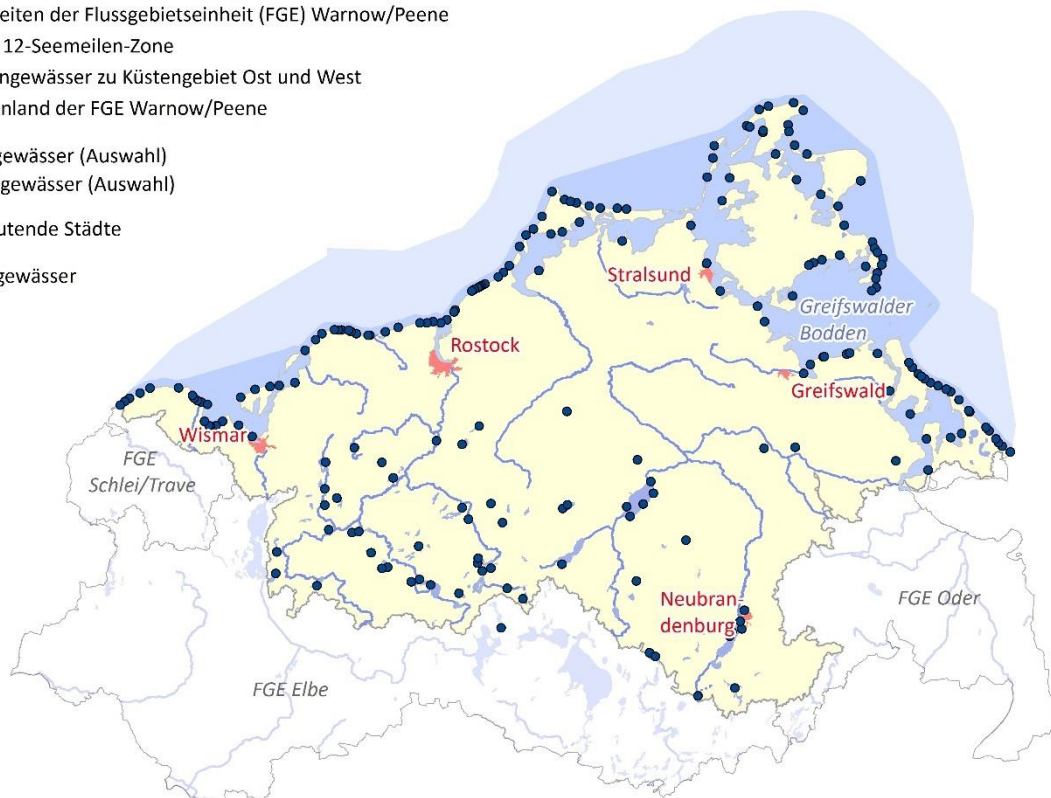 eiten der Flussgebietseinheit (FGE) Warnow/Peene
12-Seemeilen-Zone
ngewässer zu Küstengebiet Ost und West
nland der FGE Warnow/Peene
gewässer (Auswahl)
gewässer (Auswahl)
utende Städte
gewässer
Stralsund
Greifswalder
Bodden
Rostock
Greifswald
Wismar
FGE
Schlei/Trave
Neubran-
denburg
FGE Oder
FGE Elbe